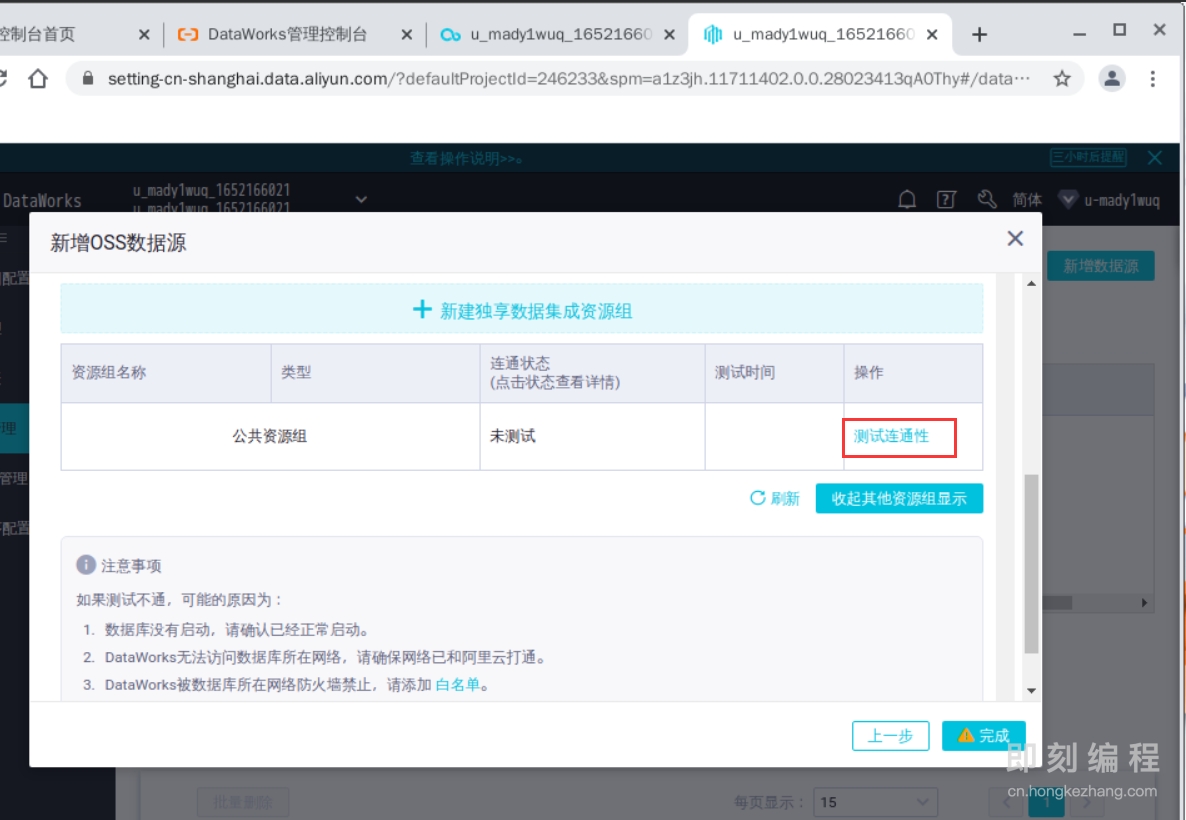 控制台首页
DataWorks管理控制台
u_mady1wuq_16521660
u_mady1wuq_16521660
setting-cn-shanghai.data.aliyun.com/?defaultProjectId=246233&spm=a1z3jh.11711402.0.0.28023413qA0Thy#/data···
查看操作说明>>。
三小时后提醒
DataWorks
u_mady1wuq_1652166021
u_mady1wuq_1652166021
简体
u-mady1wuq
新增OSS数据源
新增数据源
配置
新建独享数据集成资源组
资源组名称
类型
连通状态
(点击状态查看详情)
测试时间
操作
理
公共资源组
未测试
测试连通性
管理
刷新
收起其他资源组显示
配置
注意事项
如果测试不通，可能的原因为：
1. 数据库没有启动，请确认已经正常启动。
2. DataWorks无法访问数据库所在网络，请确保网络已和阿里云打通。
3. DataWorks被数据库所在网络防火墙禁止，请添加 白名单。
上一步
完成
即刻编程
cn.hongkezhang.com
批量删除
每页显示：
15
1